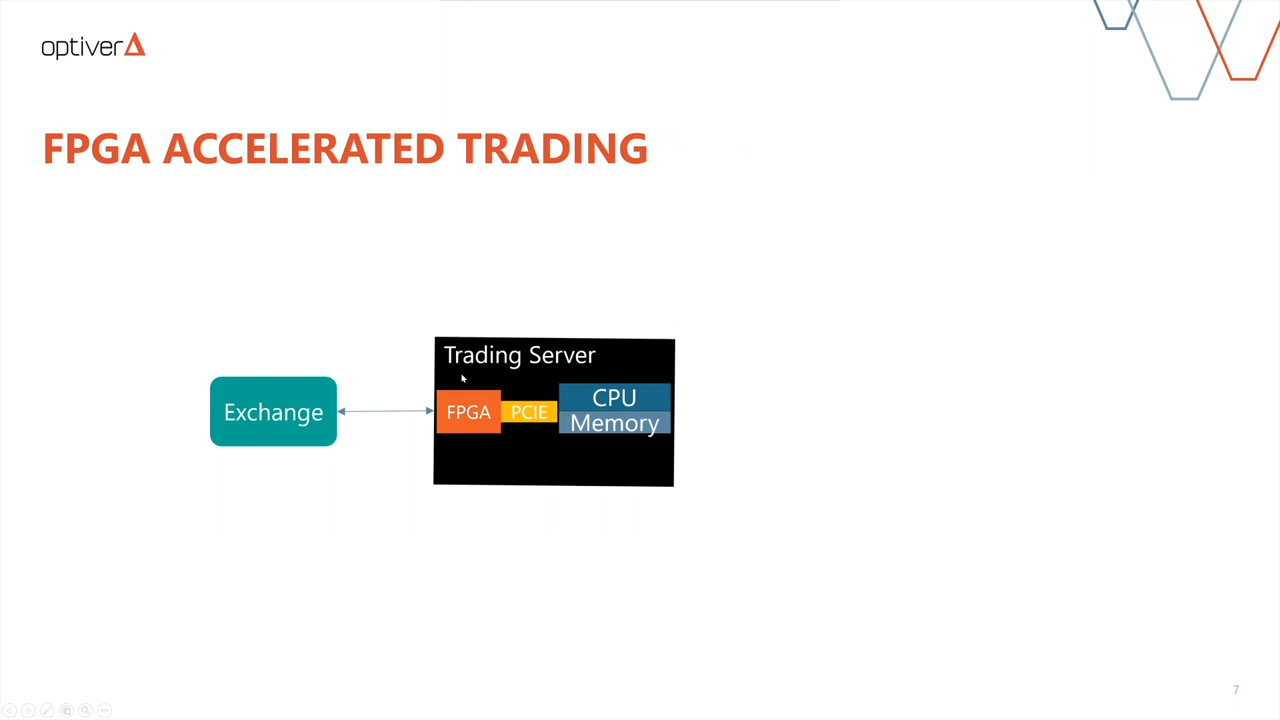 optiver
FPGA ACCELERATED TRADING
Trading Server
Exchange
FPGA
PCIE
CPU
Memory
7